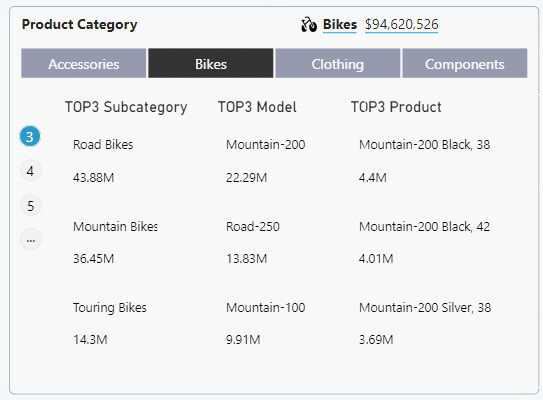 Product Category Bikes $94,620,526
Accessories Bikes Clothing Components
TOP3 Subcategory TOP3 Model TOP3 Product
3
Road Bikes Mountain-200 Mountain-200 Black, 38
4
43.88M 22.29M 4.4M
5
Mountain Bikes Road-250 Mountain-200 Black, 42
...
36.45M 13.83M 4.01M
Touring Bikes Mountain-100 Mountain-200 Silver, 38
14.3M 9.91M 3.69M